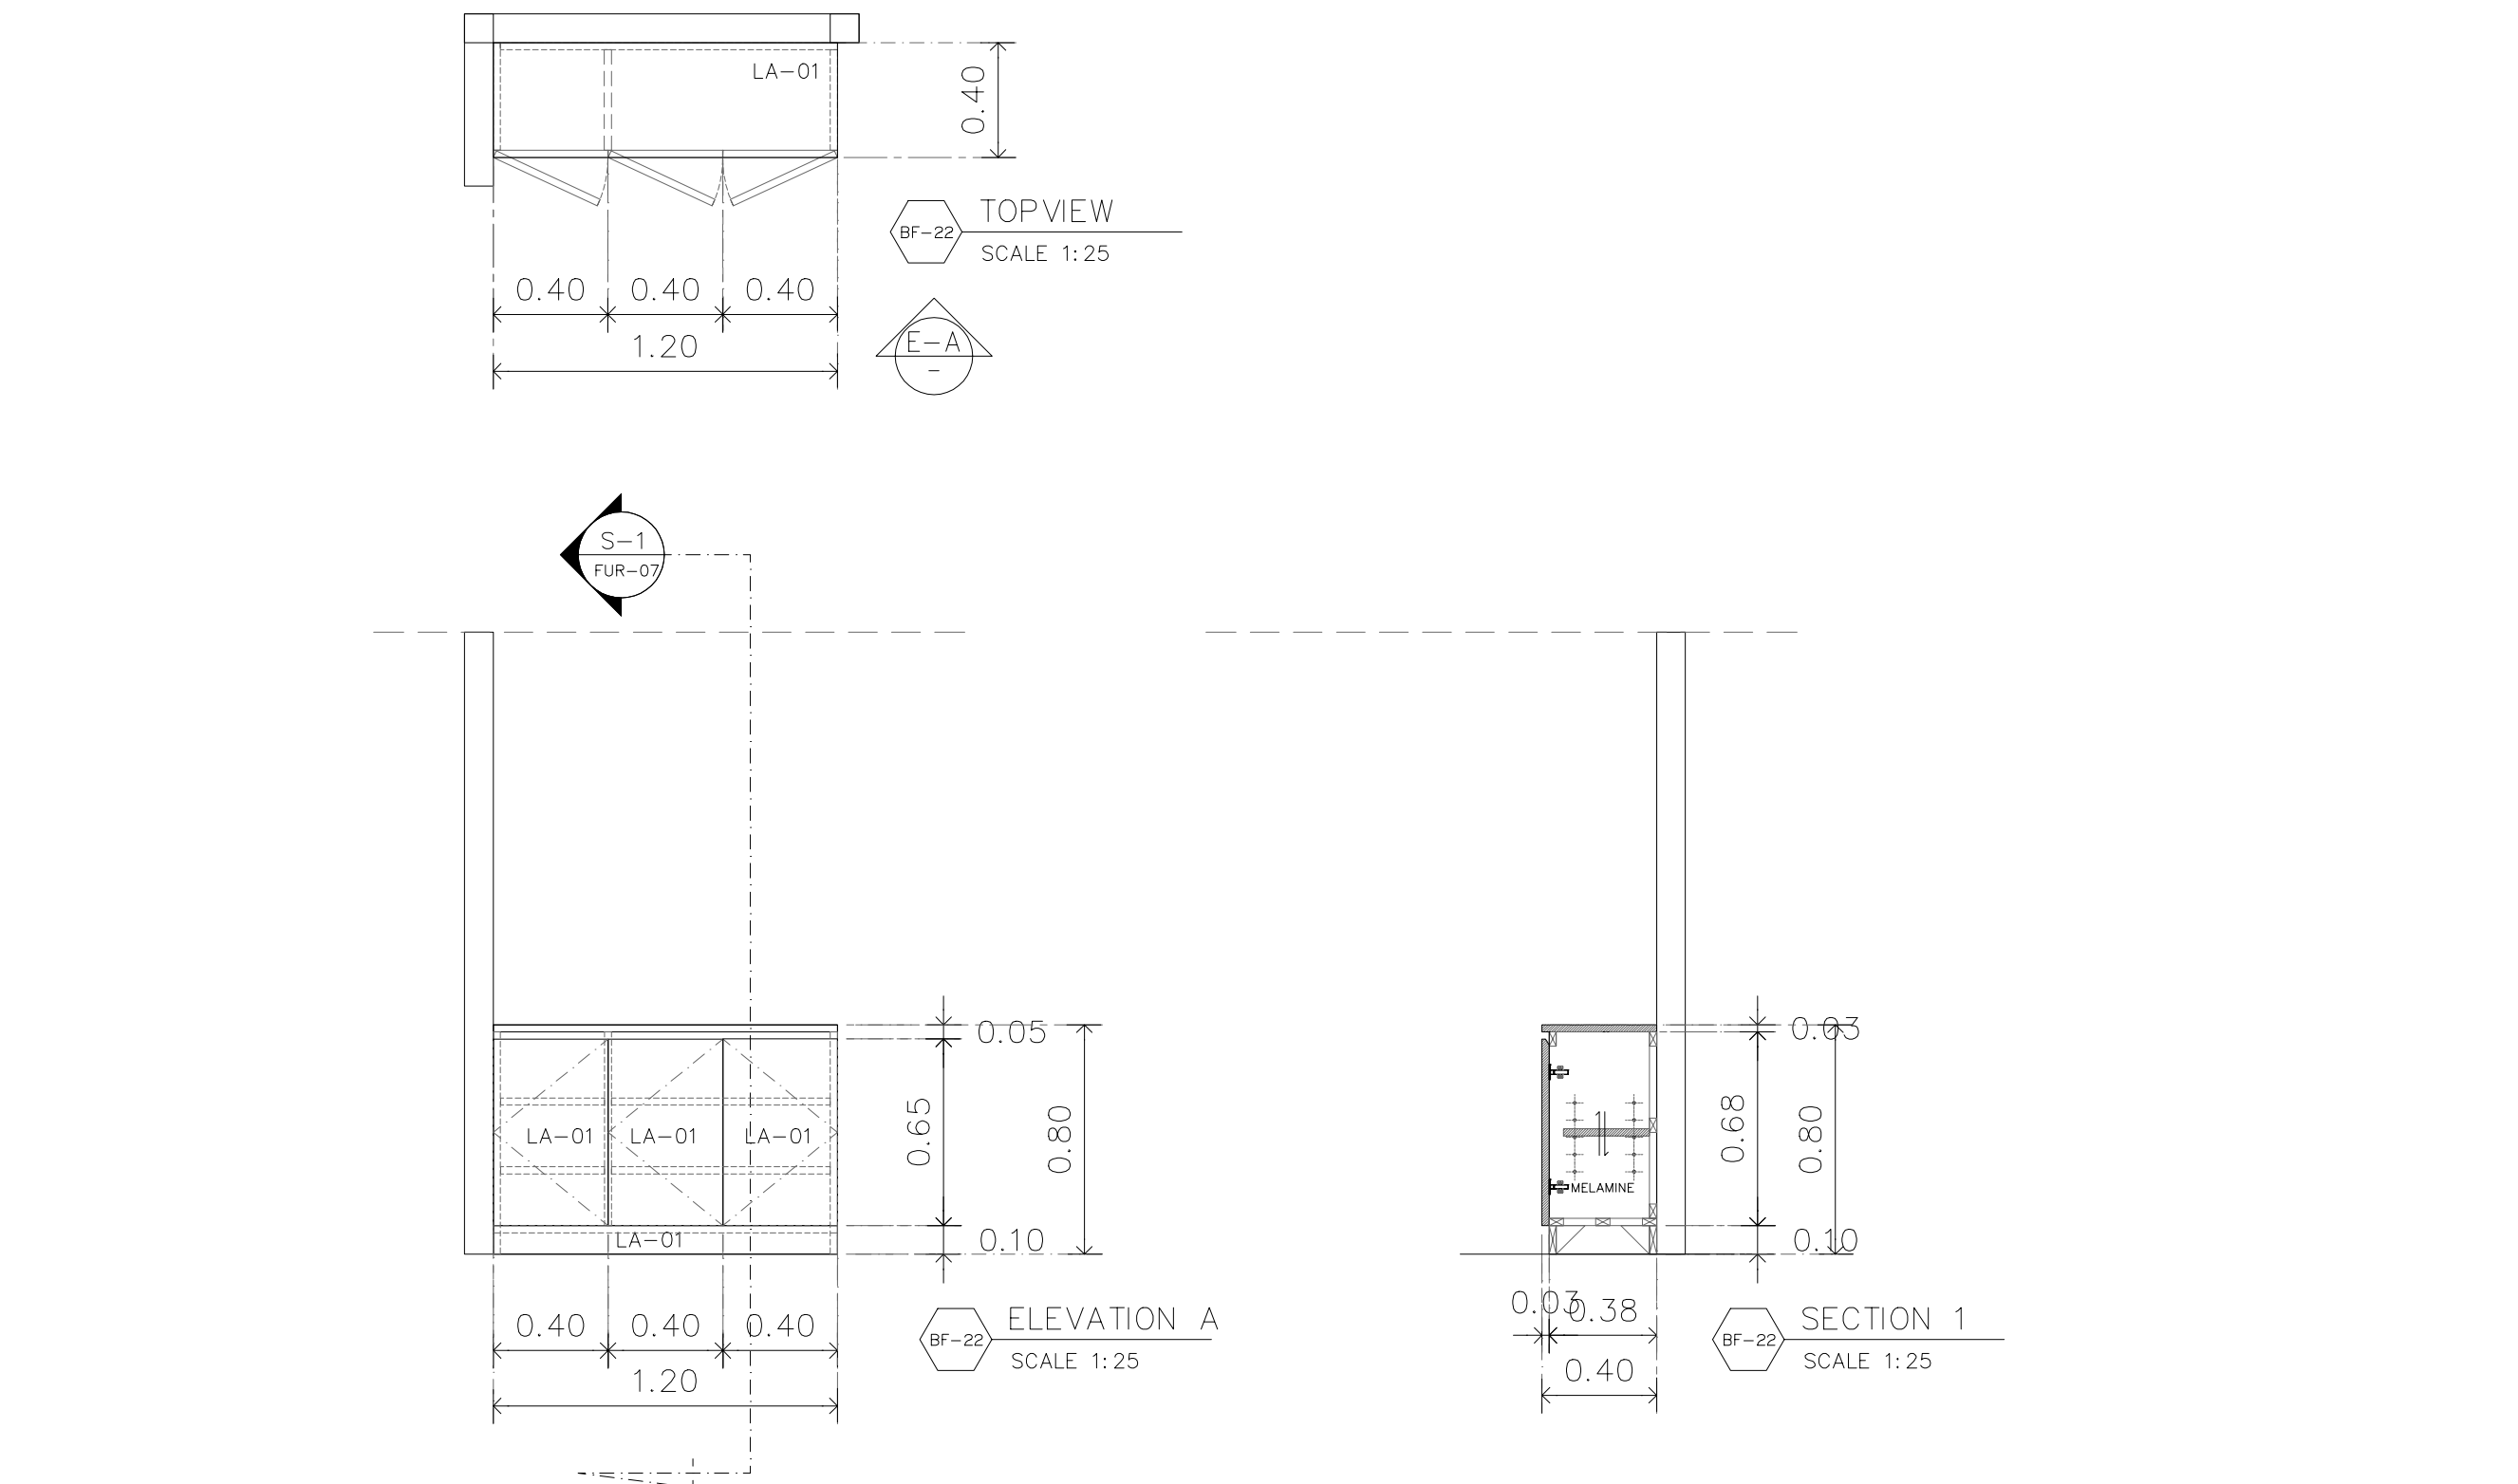 LA-01
0.40
TOPVIEW
BF-22
SCALE 1:25
0.40 0.40 0.40
1.20
E-A
-
S-1
FUR-07
0.05
0.65
0.80
LA-01 LA-01 LA-01
LA-01
0.10
0.40 0.40 0.40
1.20
ELEVATION A
BF-22
SCALE 1:25
0.03
0.68
0.80
MELAMINE
0.10
0.03 0.38
0.40
SECTION 1
BF-22
SCALE 1:25